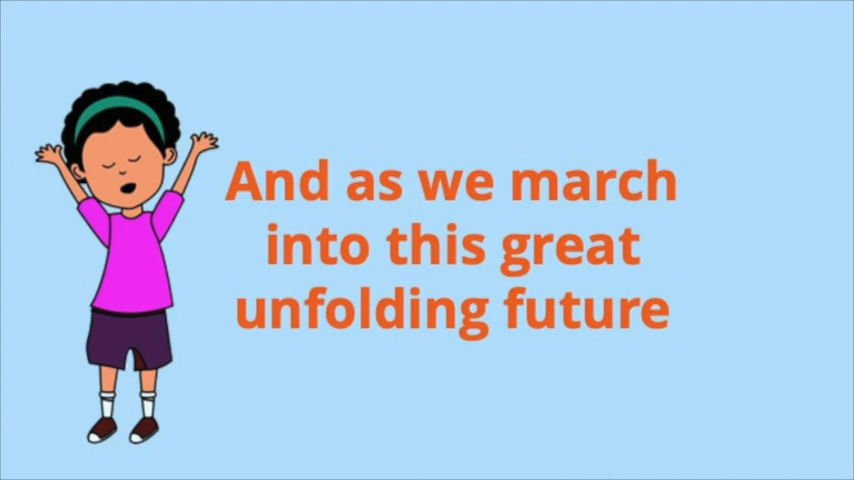 And as we march
into this great
unfolding future